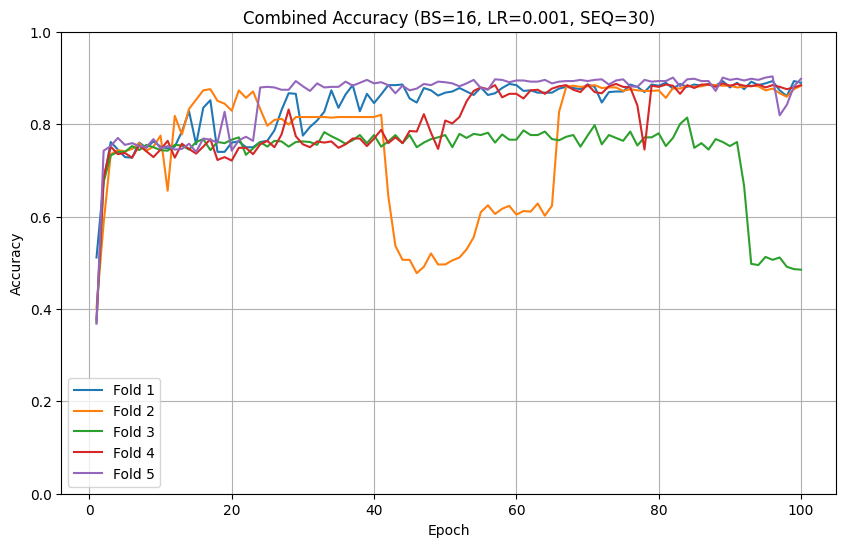 Combined Accuracy (BS=16, LR=0.001, SEQ=30)
1.0
0.8
0.6
0.4
0.2
0.0
Accuracy
Fold 1
Fold 2
Fold 3
Fold 4
Fold 5
0 20 40 60 80 100
Epoch